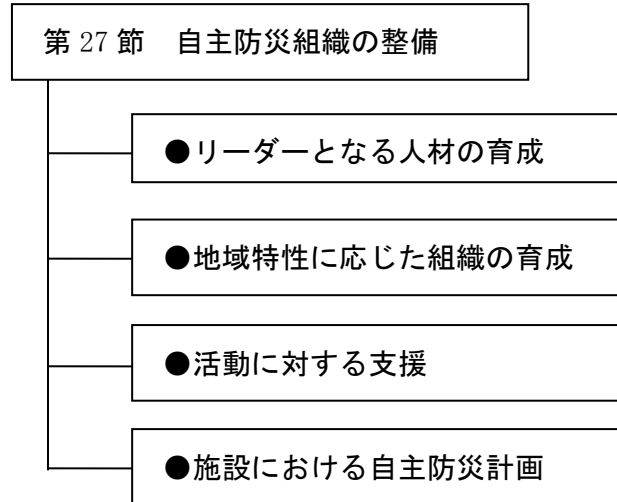 第 27 節　自主防災組織の整備
●リーダーとなる人材の育成
●地域特性に応じた組織の育成
●活動に対する支援
●施設における自主防災計画